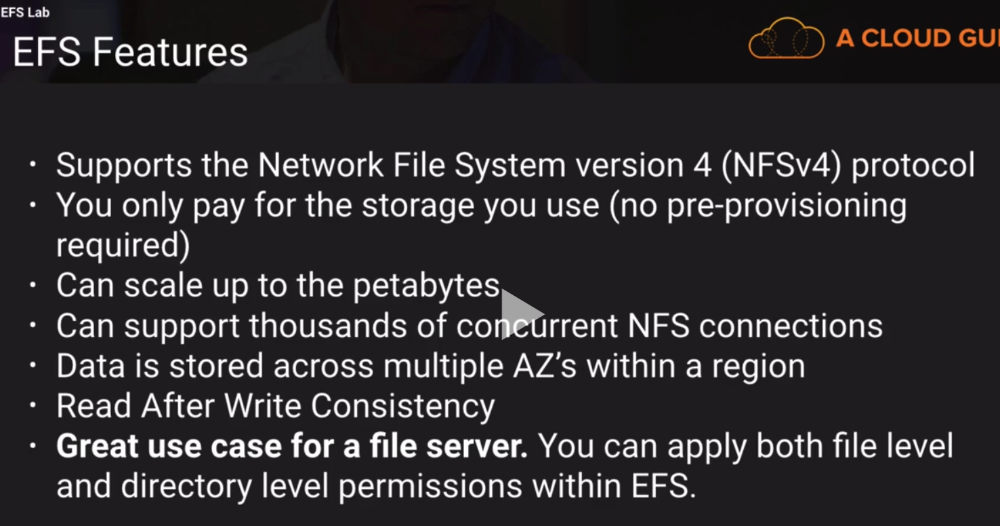 EFS Lab
EFS Features
A CLOUD GU
• Supports the Network File System version 4 (NFSv4) protocol
• You only pay for the storage you use (no pre-provisioning
required)
• Can scale up to the petabytes
• Can support thousands of concurrent NFS connections
• Data is stored across multiple AZ’s within a region
• Read After Write Consistency
• Great use case for a file server. You can apply both file level
and directory level permissions within EFS.